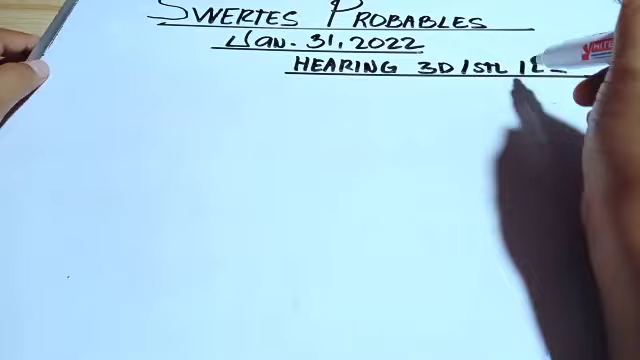 SWERTES PROBABLES
Jan. 31, 2022
HEARING 3D/STL